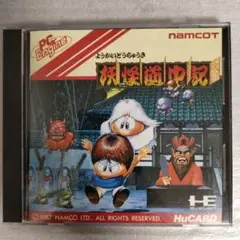 PC Engine
namcot
ようかいどうちゅうき
妖怪道中記
PE
©1987 NAMCO LTD., ALL RIGHTS RESERVED.
HuCARD